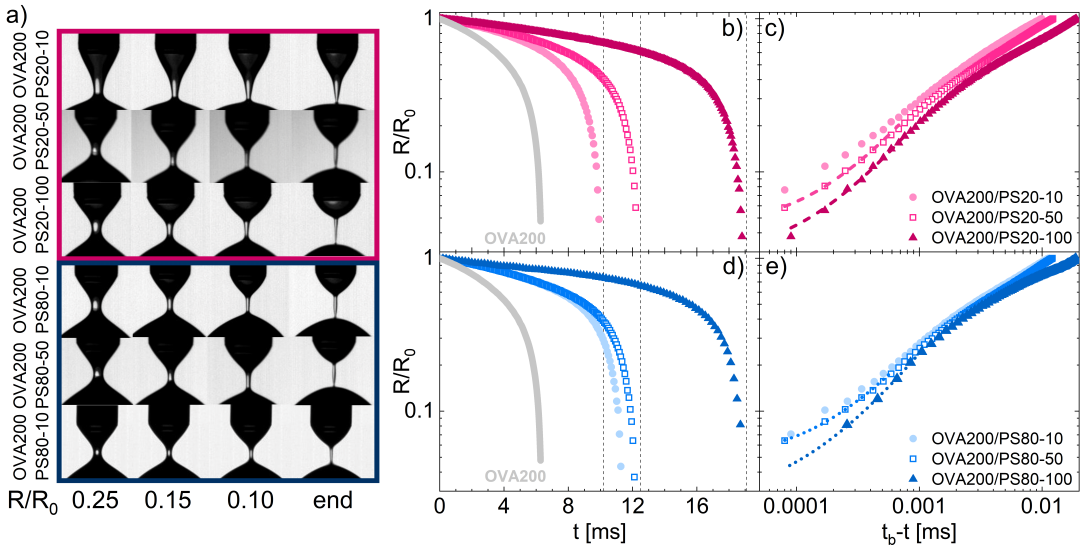 a)
OVA200
PS20-10
OVA200
PS20-50
OVA200
PS20-100
OVA200
PS80-10
OVA200
PS80-50
OVA200
PS80-10
R/R0 0.25 0.15 0.10 end
b)
1
0.1
R/R0
OVA200
c)
OVA200/PS20-10
OVA200/PS20-50
OVA200/PS20-100
d)
1
0.1
R/R0
OVA200
0 4 8 12 16
t [ms]
e)
OVA200/PS80-10
OVA200/PS80-50
OVA200/PS80-100
0.0001 0.001 0.01
tb-t [ms]